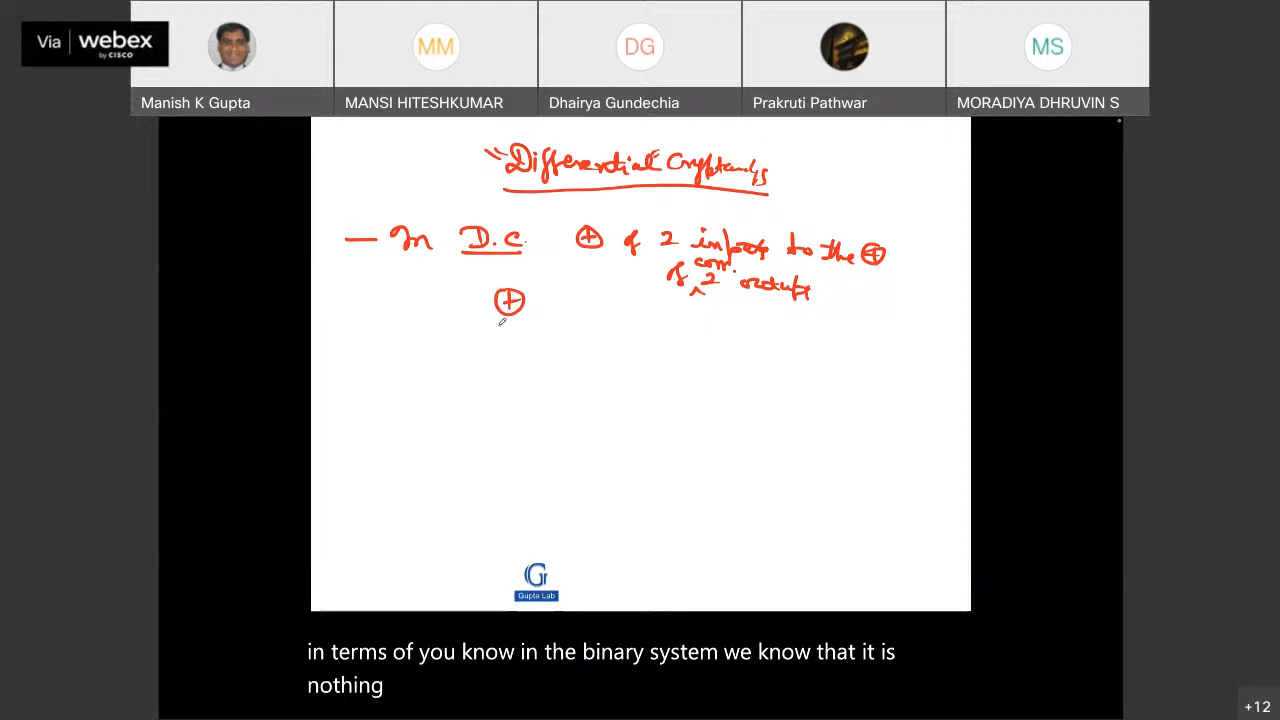 Via webex
by CISCO
MM
DG
MS
Manish K Gupta
MANSI HITESHKUMAR
Dhairya Gundechia
Prakruti Pathwar
MORADIYA DHRUVIN S
"Differential" Cryptanalys
— In D.C. ⊕ of 2 inputs to the ⊕
of corr. 2 outputs
⊕
G
Gupta Lab
in terms of you know in the binary system we know that it is
nothing
+12